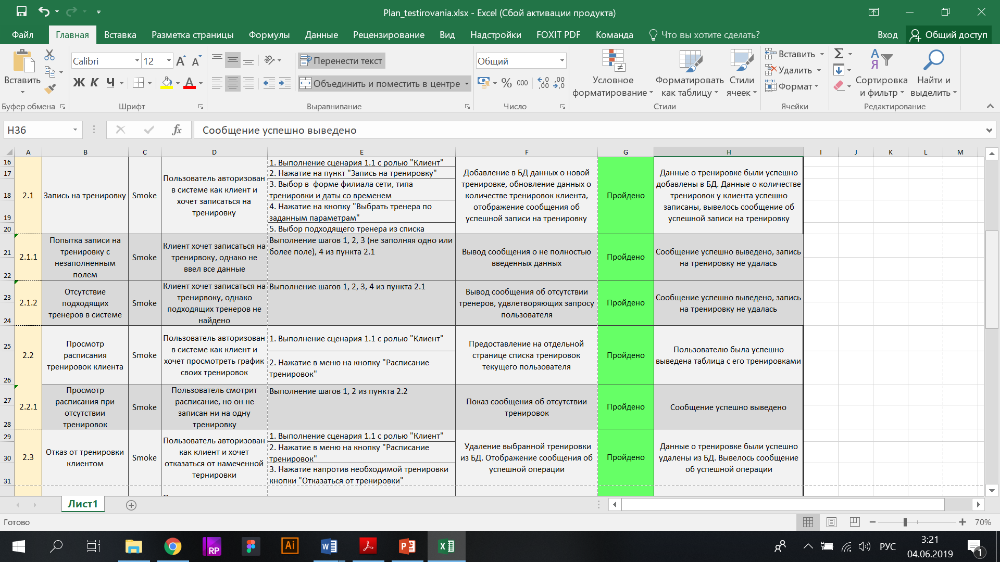 Plan_testirovania.xlsx - Excel (Сбой активации продукта)
Файл Главная Вставка Разметка страницы Формулы Данные Рецензирование Вид Надстройки FOXIT PDF Команда Что вы хотите сделать? Вход Общий доступ
Вставить
Буфер обмена
Calibri 12
Ж К Ч
Шрифт
Перенести текст
Объединить и поместить в центре
Выравнивание
Общий
% 000 ,0 ,00 ,00 ,0
Число
Условное
форматирование
Форматировать
как таблицу
Стили
ячеек
Стили
Вставить
Удалить
Формат
Ячейки
Сортировка
и фильтр
Найти и
выделить
Редактирование
H36
fx
Сообщение успешно выведено
A B C D E F G H I J K L M
16
17
18
19
20
2.1
Запись на тренировку
Smoke
Пользователь авторизован
в системе как клиент и
хочет записаться на
тренировку
1. Выполнение сценария 1.1 с ролью "Клиент"
2. Нажатие на пункт "Запись на тренировку"
3. Выбор в форме филиала сети, типа
тренировки и даты со временем
4. Нажатие на кнопку "Выбрать тренера по
заданным параметрам"
5. Выбор подходящего тренера из списка
Добавление в БД данных о новой
тренировке, обновление данных о
количестве тренировок клиента,
отображение сообщения об
успешной записи на тренировку
Пройдено
Данные о тренировке были успешно
добавлены в БД. Данные о количестве
тренировок у клиента успешно
записаны, вывелось сообщение об
успешной записи на тренировку
21
22
2.1.1
Попытка записи на
тренировку с
незаполненным
полем
Smoke
Клиент хочет записаться на
тренирвоку, однако не
ввел все данные
Выполнение шагов 1, 2, 3 (не заполняя одно или
более поле), 4 из пункта 2.1
Вывод сообщения о не полностью
введенных данных
Пройдено
Сообщение успешно выведено, запись
на тренировку не удалась
23
24
2.1.2
Отсутствие
подходящих
тренеров в системе
Smoke
Клиент хочет записаться на
тренирвоку, однако
подходящих тренеров не
найдено
Выполнение шагов 1, 2, 3, 4 из пункта 2.1
Вывод сообщения об отсутствии
тренеров, удвлетворяющих запросу
пользователя
Пройдено
Сообщение успешно выведено, запись
на тренировку не удалась
25
26
2.2
Просмотр
расписания
тренировок клиента
Smoke
Пользователь авторизован
в системе как клиент и
хочет просмотреть график
своих тренировок
1. Выполнение сценария 1.1 с ролью "Клиент"
2. Нажатие в меню на кнопку "Расписание
тренировок"
Предоставление на отдельной
странице списка тренировок
текущего пользователя
Пройдено
Пользователю была успешно
выведена таблица с его тренировками
27
28
2.2.1
Просмотр
расписания при
отсутствии
тренировок
Smoke
Пользователь смотрит
расписание, но он не
записан ни на одну
тренировку
Выполнение шагов 1, 2 из пункта 2.2
Показ сообщения об отсутствии
тренировок
Пройдено
Сообщение успешно выведено
29
30
31
2.3
Отказ от тренировки
клиентом
Smoke
Пользователь авторизован
как клиент и хочет
отказаться от намеченной
тернировки
1. Выполнение сценария 1.1 с ролью "Клиент"
2. Нажатие в меню на кнопку "Расписание
тренировок"
3. Нажатие напротив необходимой тренировки
кнопки "Отказаться от тренировки"
Удаление выбранной тренировки
из БД. Отображение сообщения об
успешной операции
Пройдено
Данные о тренировке были успешно
удалены из БД. Вывелось сообщение
об успешной операции
Лист1
Готово
70%
РУС
3:21
04.06.2019
1